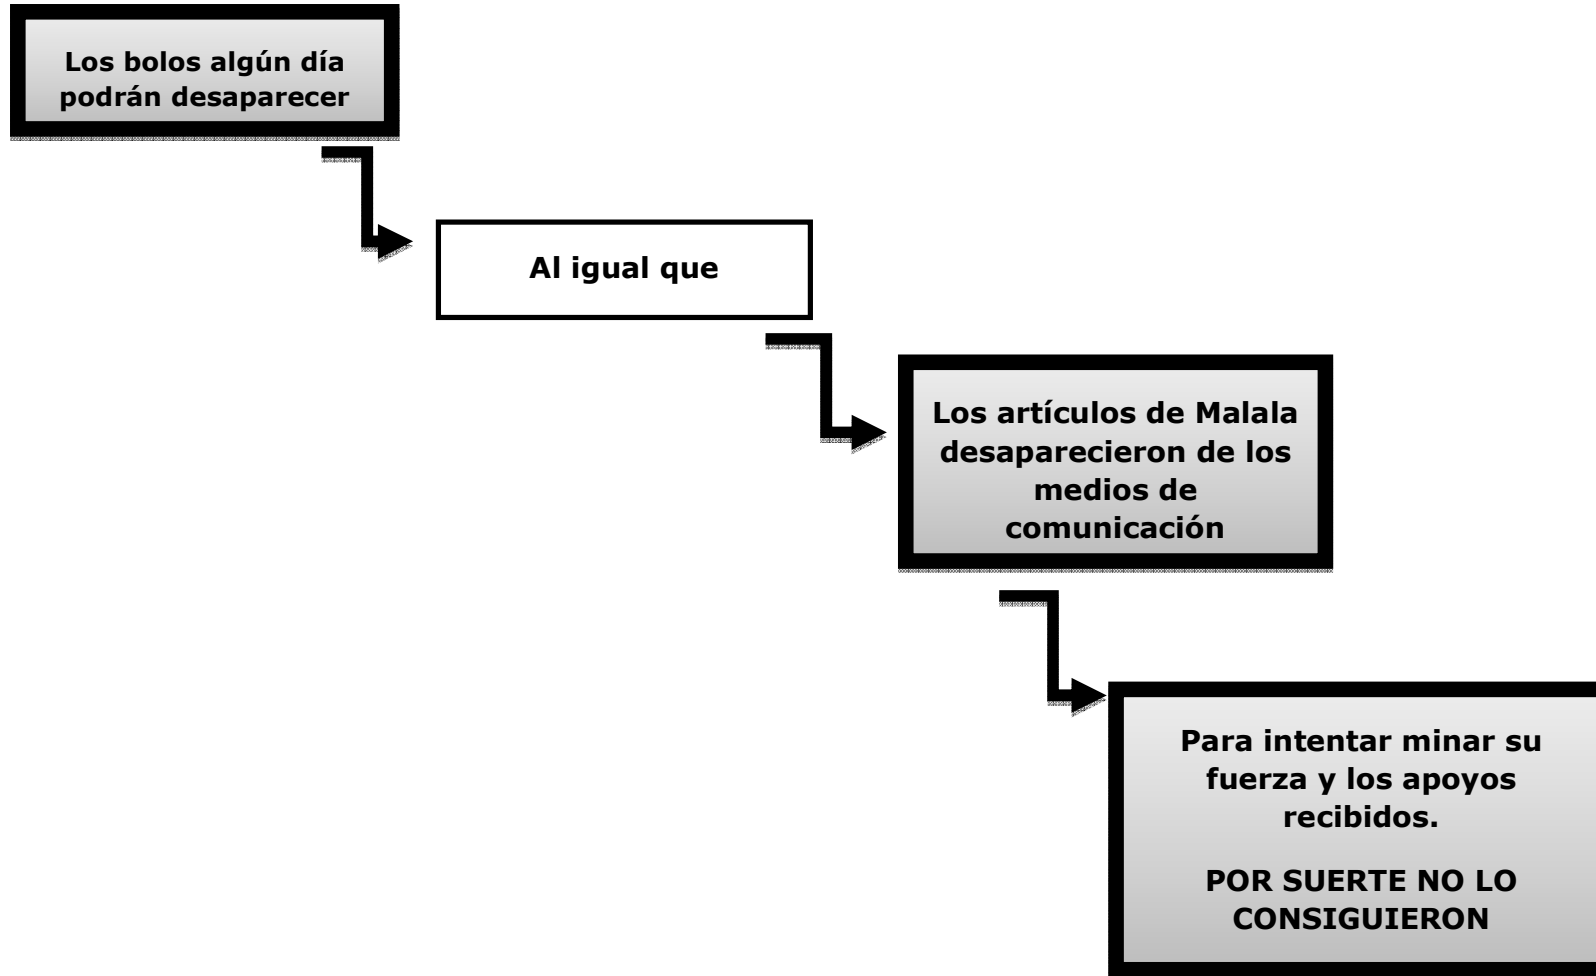 Los bolos algún día
podrán desaparecer
Al igual que
Los artículos de Malala
desaparecieron de los
medios de
comunicación
Para intentar minar su
fuerza y los apoyos
recibidos.
POR SUERTE NO LO
CONSIGUIERON